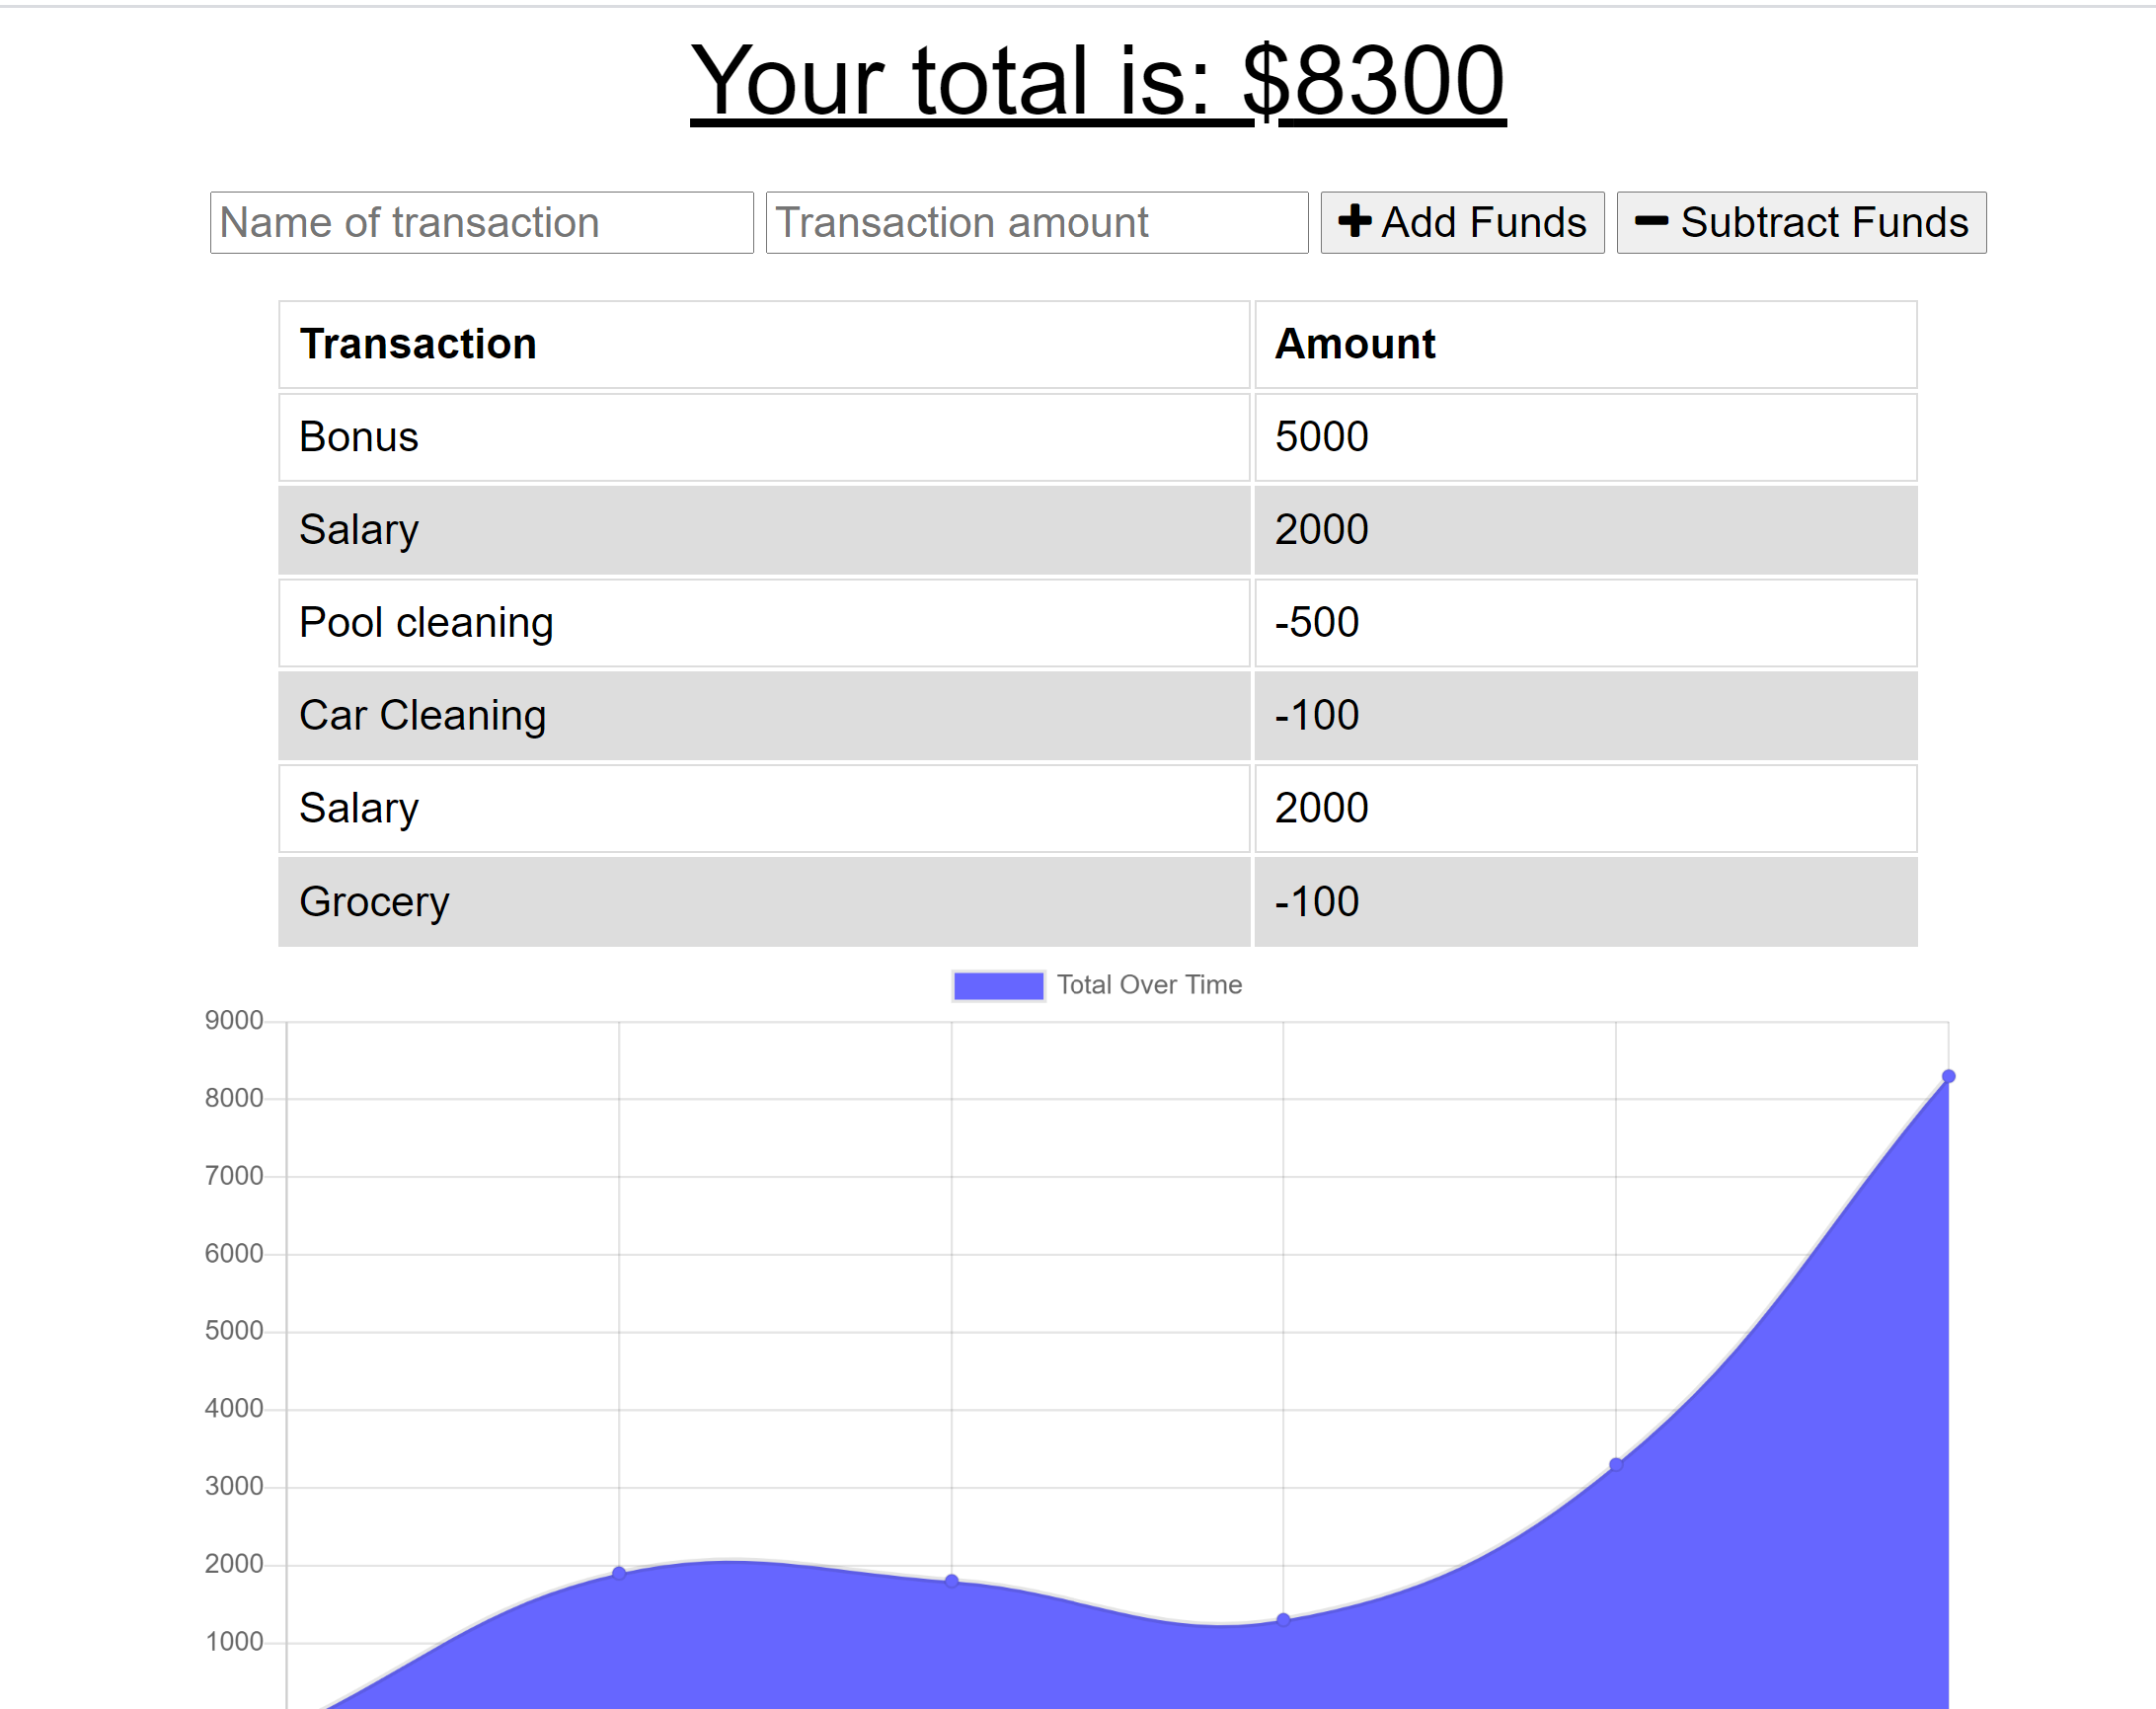 Your total is: $8300
Name of transaction Transaction amount Add Funds Subtract Funds
Transaction Amount
Bonus 5000
Salary 2000
Pool cleaning -500
Car Cleaning -100
Salary 2000
Grocery -100
Total Over Time
9000
8000
7000
6000
5000
4000
3000
2000
1000